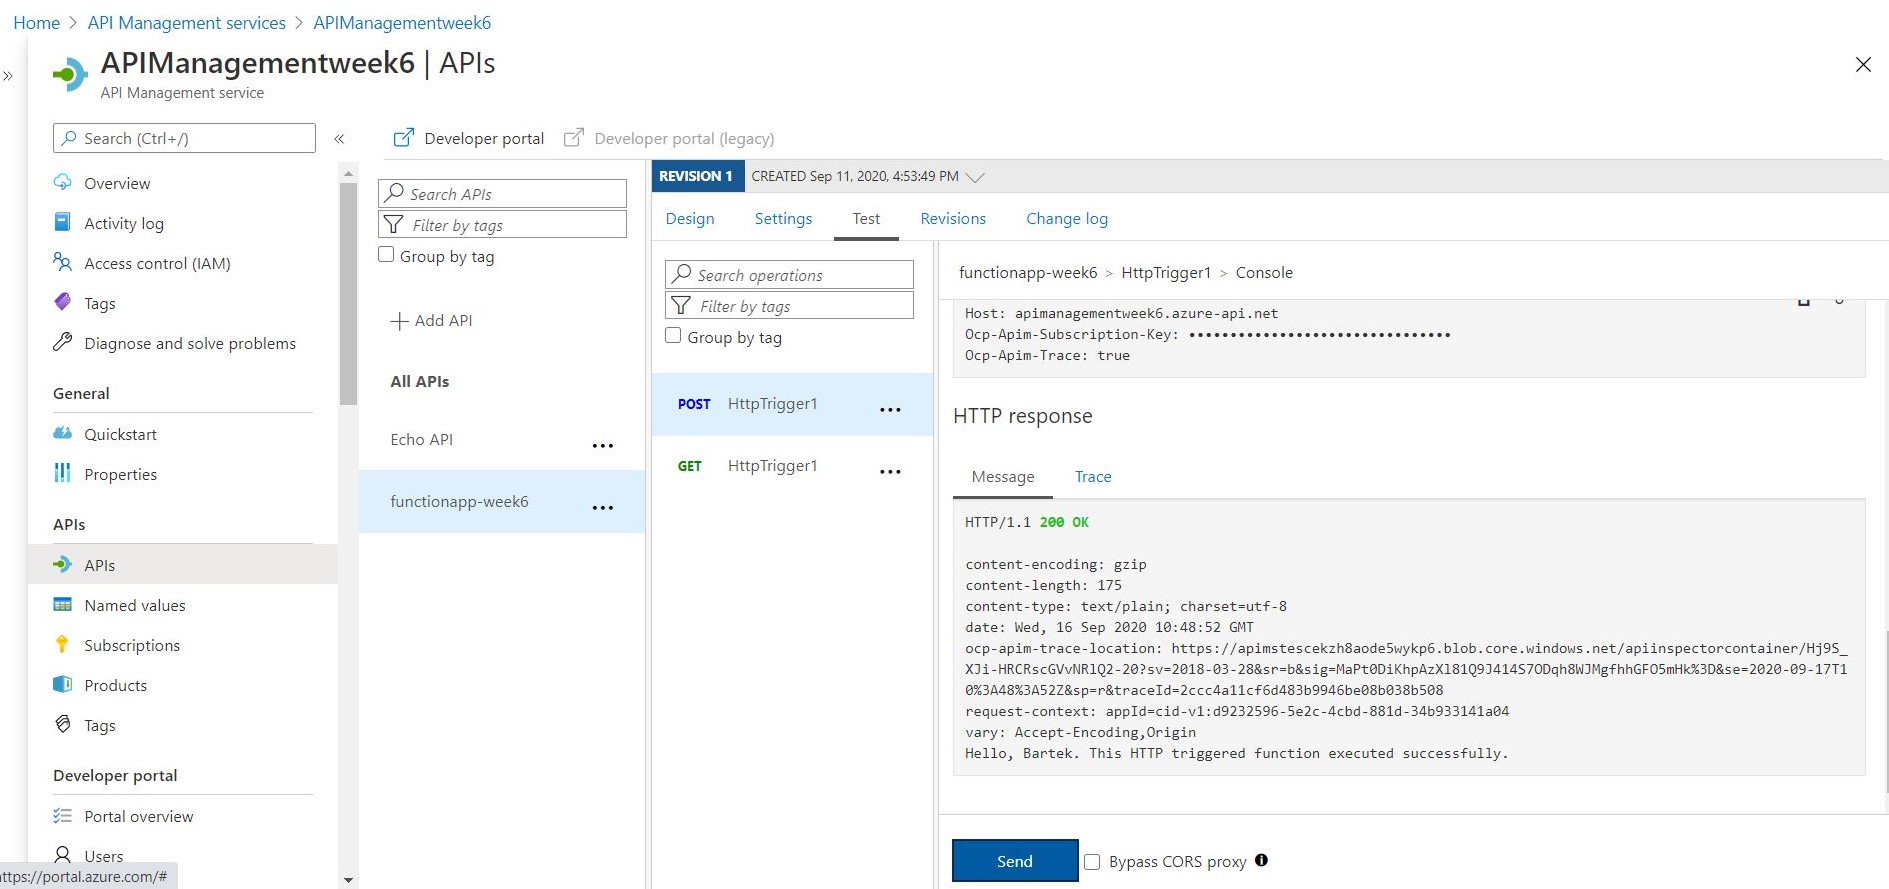 Home > API Management services > APIManagementweek6
APIManagementweek6 | APIs
API Management service
Search (Ctrl+/)
Overview
Activity log
Access control (IAM)
Tags
Diagnose and solve problems
General
Quickstart
Properties
APIs
APIs
Named values
Subscriptions
Products
Tags
Developer portal
Portal overview
Users
https://portal.azure.com/#
Developer portal
Developer portal (legacy)
Search APIs
Filter by tags
Group by tag
Add API
All APIs
Echo API
functionapp-week6
REVISION 1 CREATED Sep 11, 2020, 4:53:49 PM
Design Settings Test Revisions Change log
Search operations
Filter by tags
Group by tag
POST HttpTrigger1
GET HttpTrigger1
functionapp-week6 > HttpTrigger1 > Console
Host: apimanagementweek6.azure-api.net
Ocp-Apim-Subscription-Key: •••••••••••••••••••••••••••••••
Ocp-Apim-Trace: true
HTTP response
Message Trace
HTTP/1.1 200 OK
content-encoding: gzip
content-length: 175
content-type: text/plain; charset=utf-8
date: Wed, 16 Sep 2020 10:48:52 GMT
ocp-apim-trace-location: https://apimstescekzh8aode5wykp6.blob.core.windows.net/apiinspectorcontainer/Hj9S_
XJi-HRCRscGVvNRlQ2-20?sv=2018-03-28&sr=b&sig=MaPt0DiKhpAzXl81Q9J414S7ODqh8WJMgfhhGFO5mHk%3D&se=2020-09-17T1
0%3A48%3A52Z&sp=r&traceId=2ccc4a11cf6d483b9946be08b038b508
request-context: appId=cid-v1:d9232596-5e2c-4cbd-881d-34b933141a04
vary: Accept-Encoding,Origin
Hello, Bartek. This HTTP triggered function executed successfully.
Send
Bypass CORS proxy